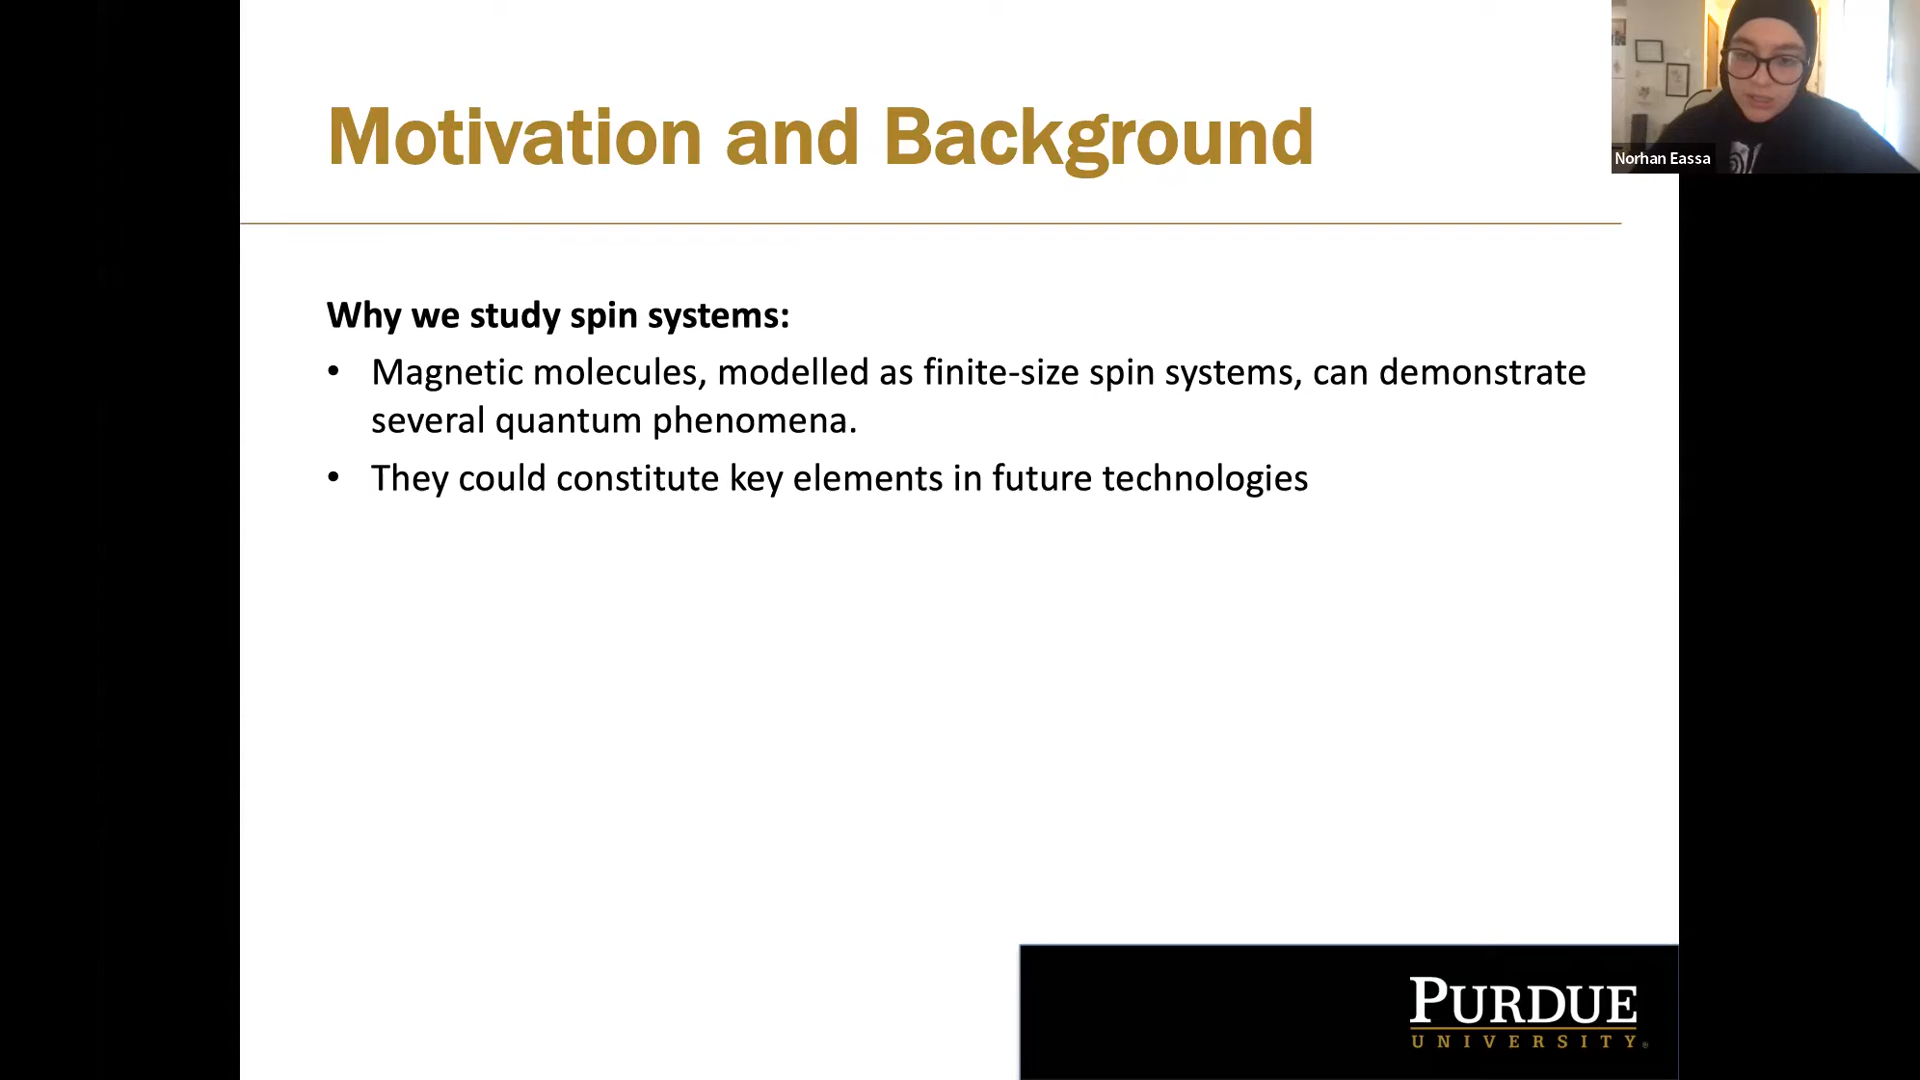 Motivation and Background
Norhan Eassa
Why we study spin systems:
• Magnetic molecules, modelled as finite-size spin systems, can demonstrate
several quantum phenomena.
• They could constitute key elements in future technologies
PURDUE
UNIVERSITY®